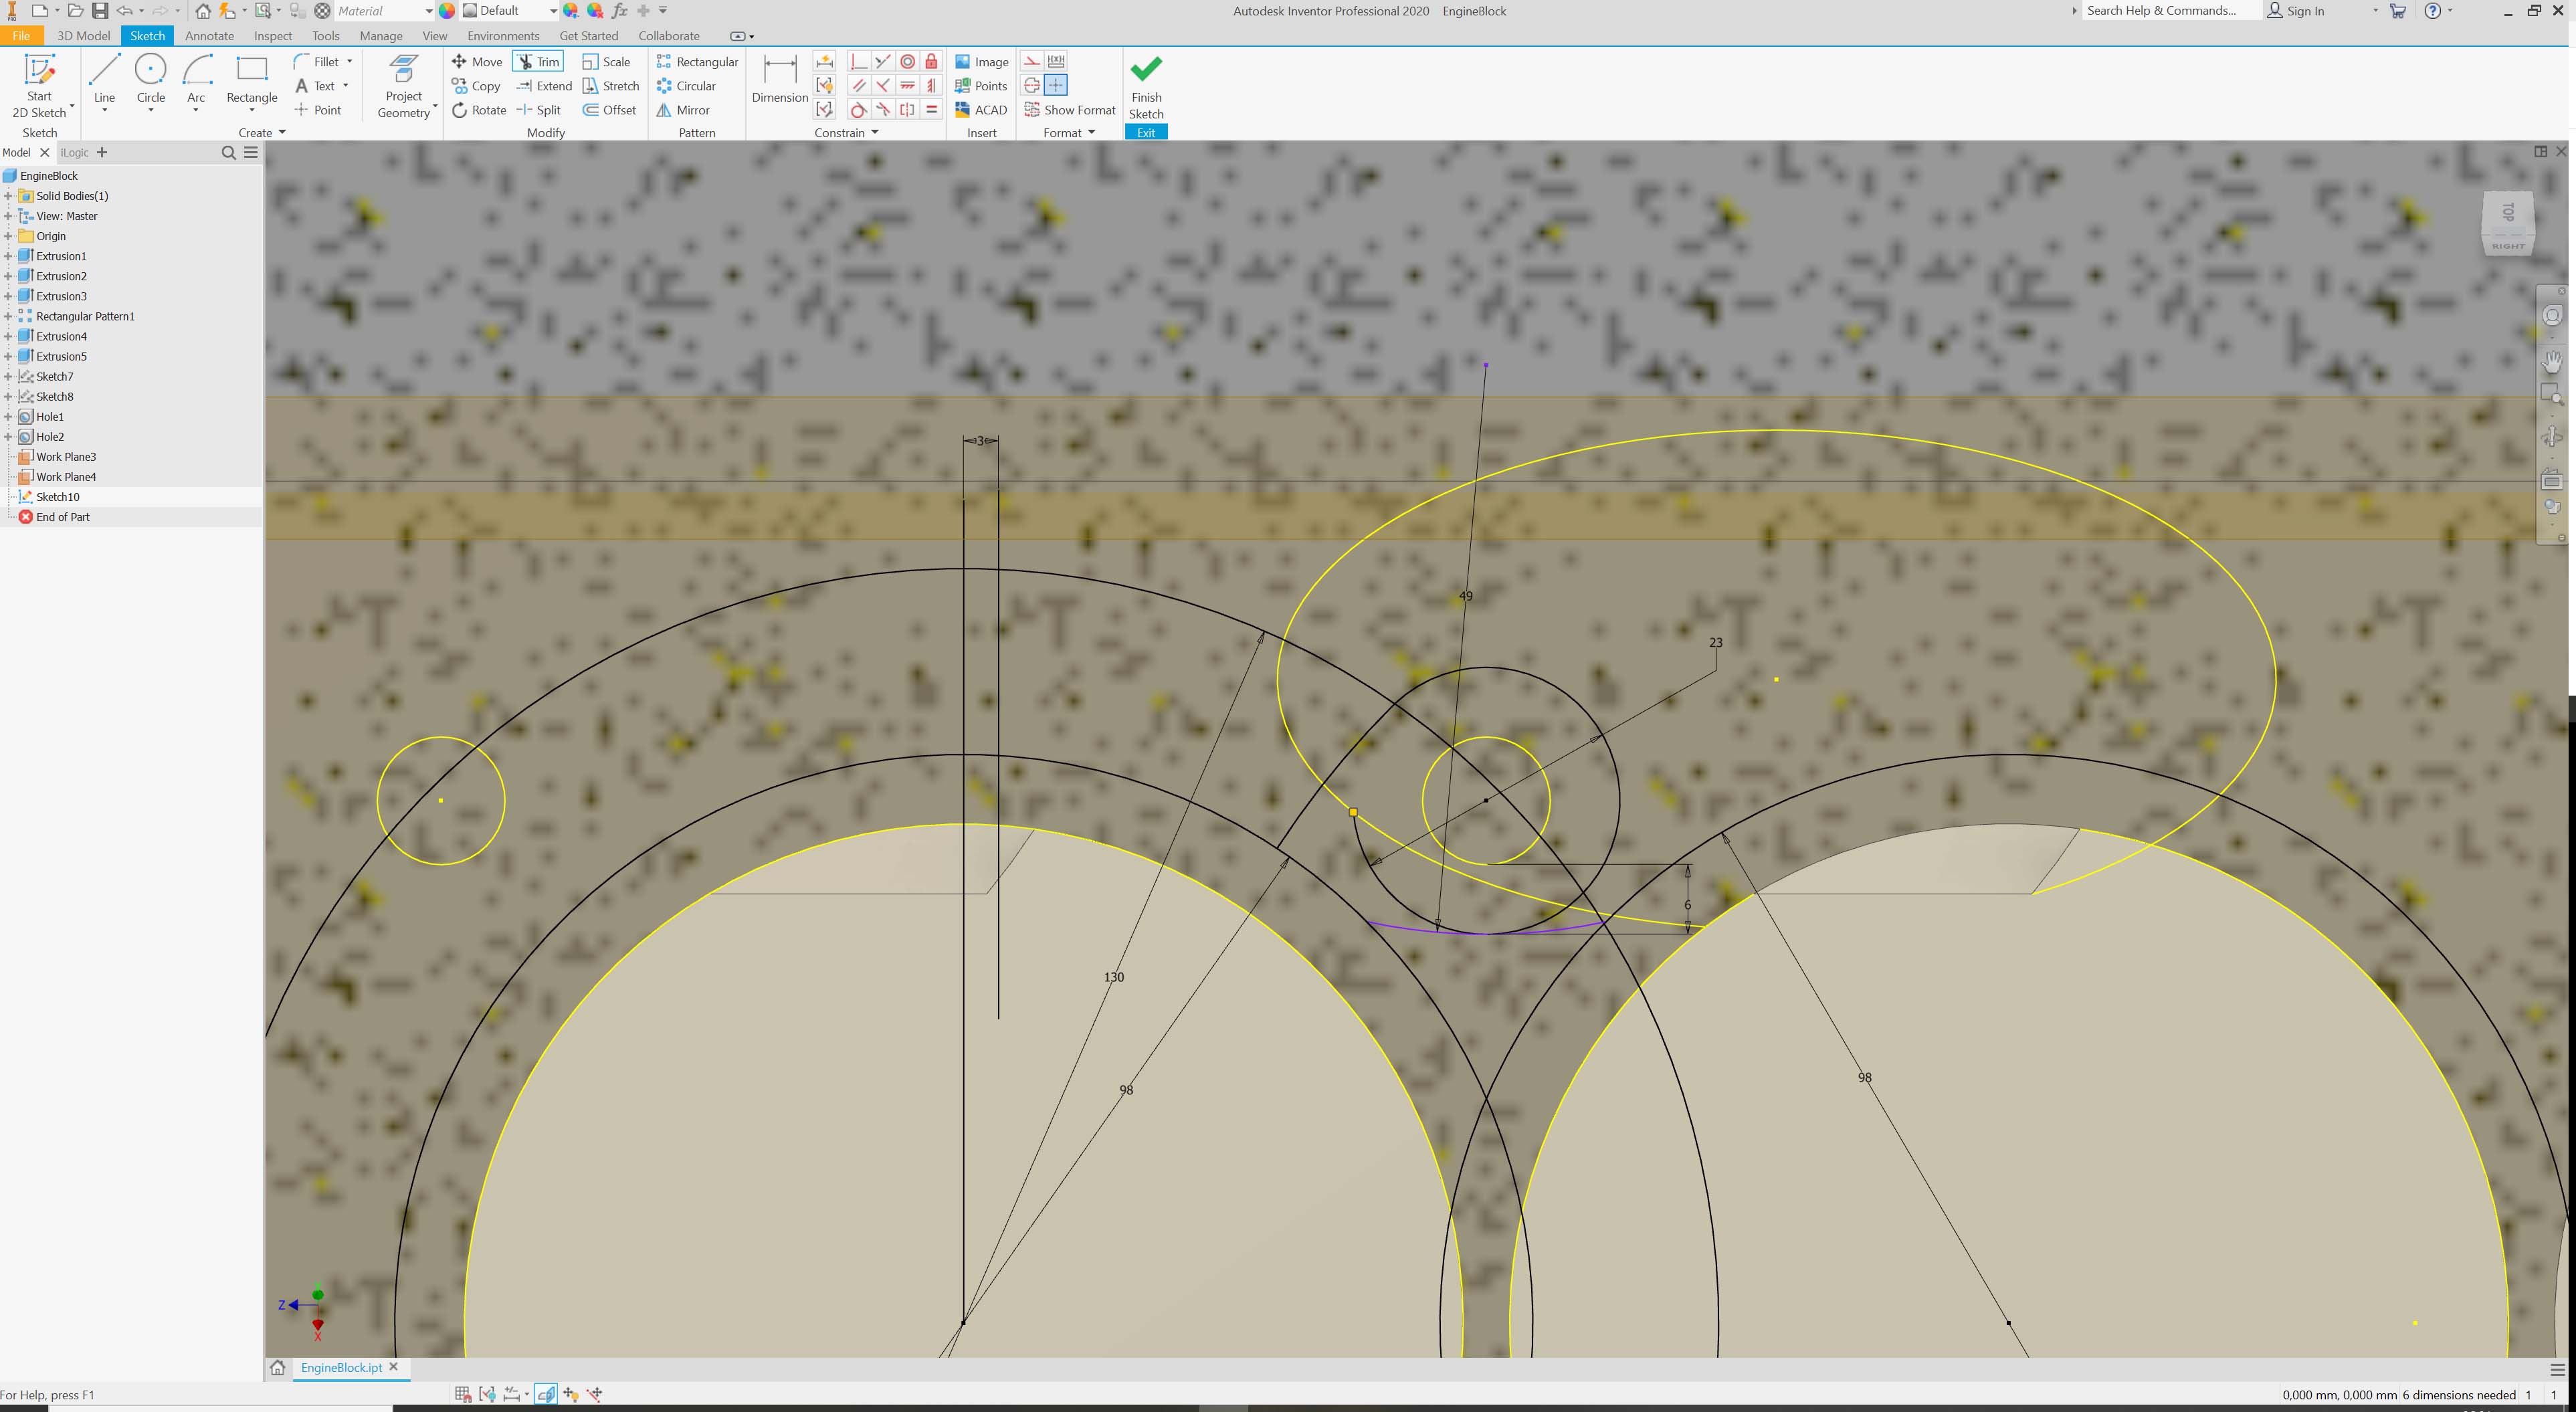 Material
Default
Autodesk Inventor Professional 2020 EngineBlock
Search Help & Commands...
Sign In
File
3D Model
Sketch
Annotate
Inspect
Tools
Manage
View
Environments
Get Started
Collaborate
Start
2D Sketch
Line
Circle
Arc
Rectangle
Fillet
Text
Point
Project
Geometry
Move
Copy
Rotate
Trim
Extend
Split
Scale
Stretch
Offset
Rectangular
Circular
Mirror
Dimension
Image
Points
ACAD
Show Format
Finish
Sketch
Sketch
Create
Modify
Pattern
Constrain
Insert
Format
Exit
Model
iLogic
EngineBlock
Solid Bodies(1)
View: Master
Origin
Extrusion1
Extrusion2
Extrusion3
Rectangular Pattern1
Extrusion4
Extrusion5
Sketch7
Sketch8
Hole1
Hole2
Work Plane3
Work Plane4
Sketch10
End of Part
TOP
RIGHT
3
49
23
6
130
98
98
Z
X
EngineBlock.ipt
For Help, press F1
0,000 mm, 0,000 mm 6 dimensions needed 1 1